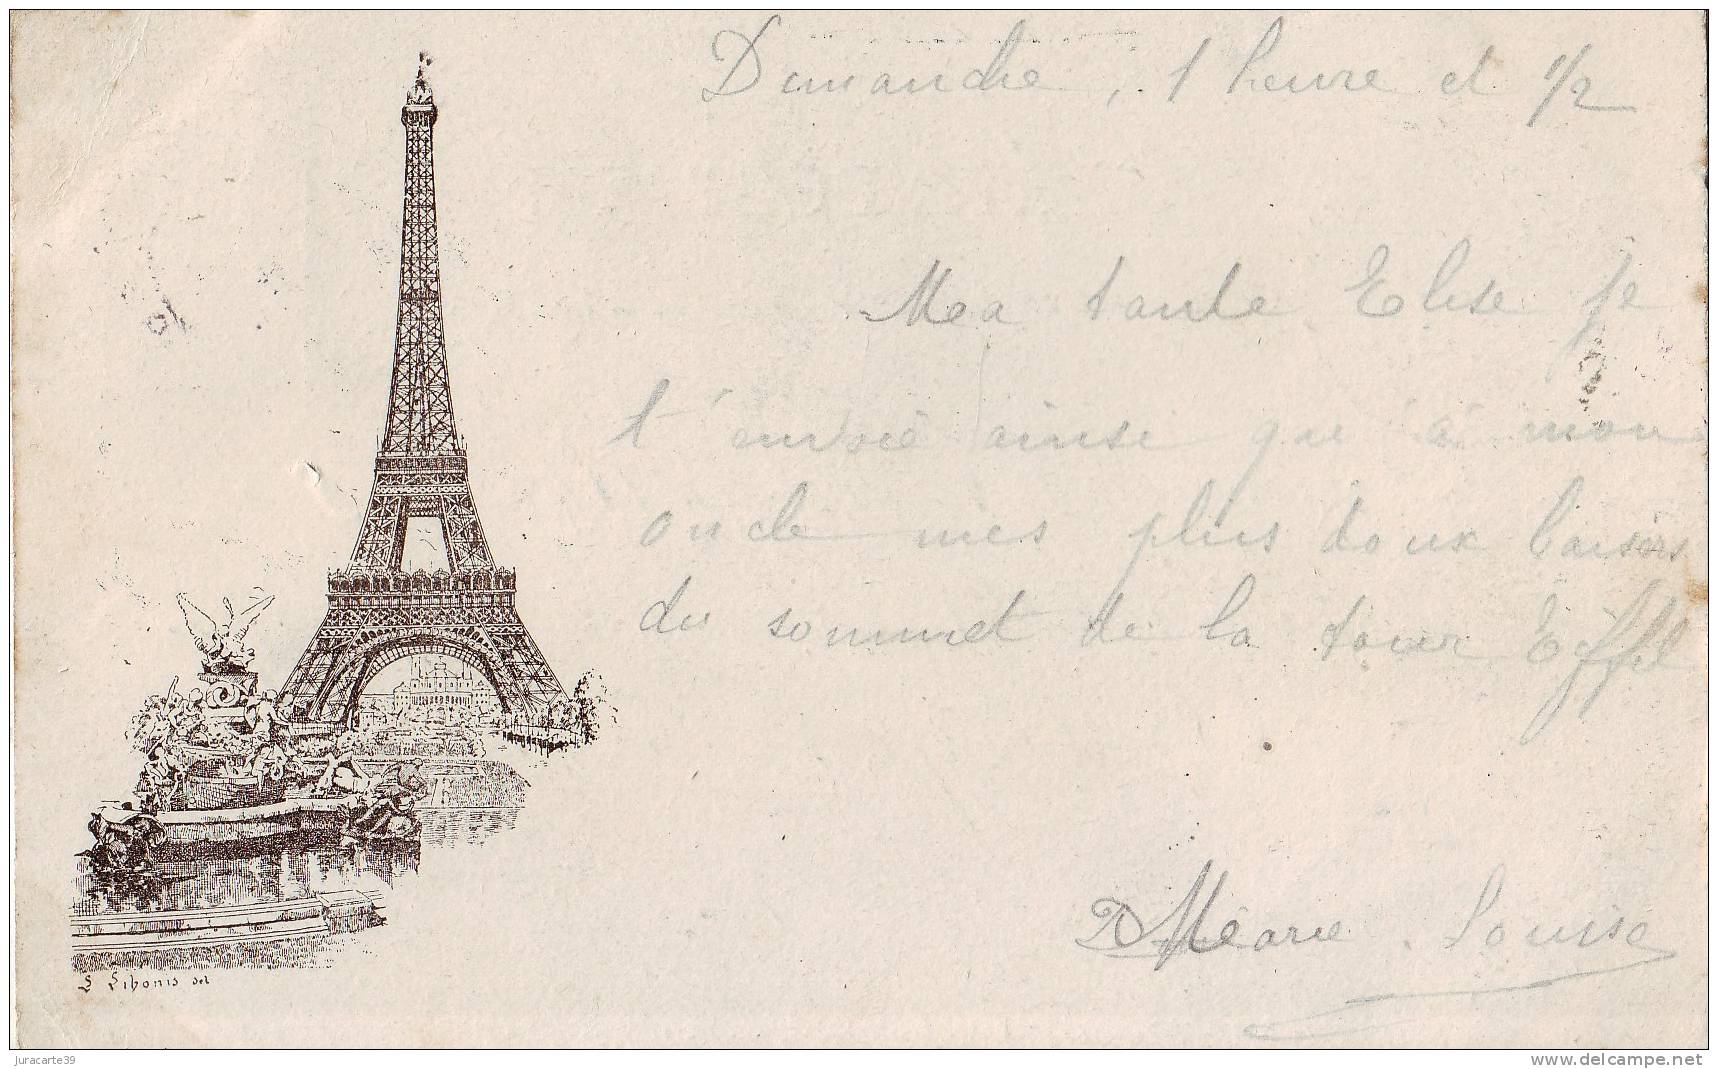 Dimanche, 1 heure et 1/2
Ma tante Elise je
t'envoie ainsi que à mon
oncle mes plus doux baisers
du sommet de la tour Eiffel
Marie Louise
L Libonis del
juracarte39
www.delcampe.net